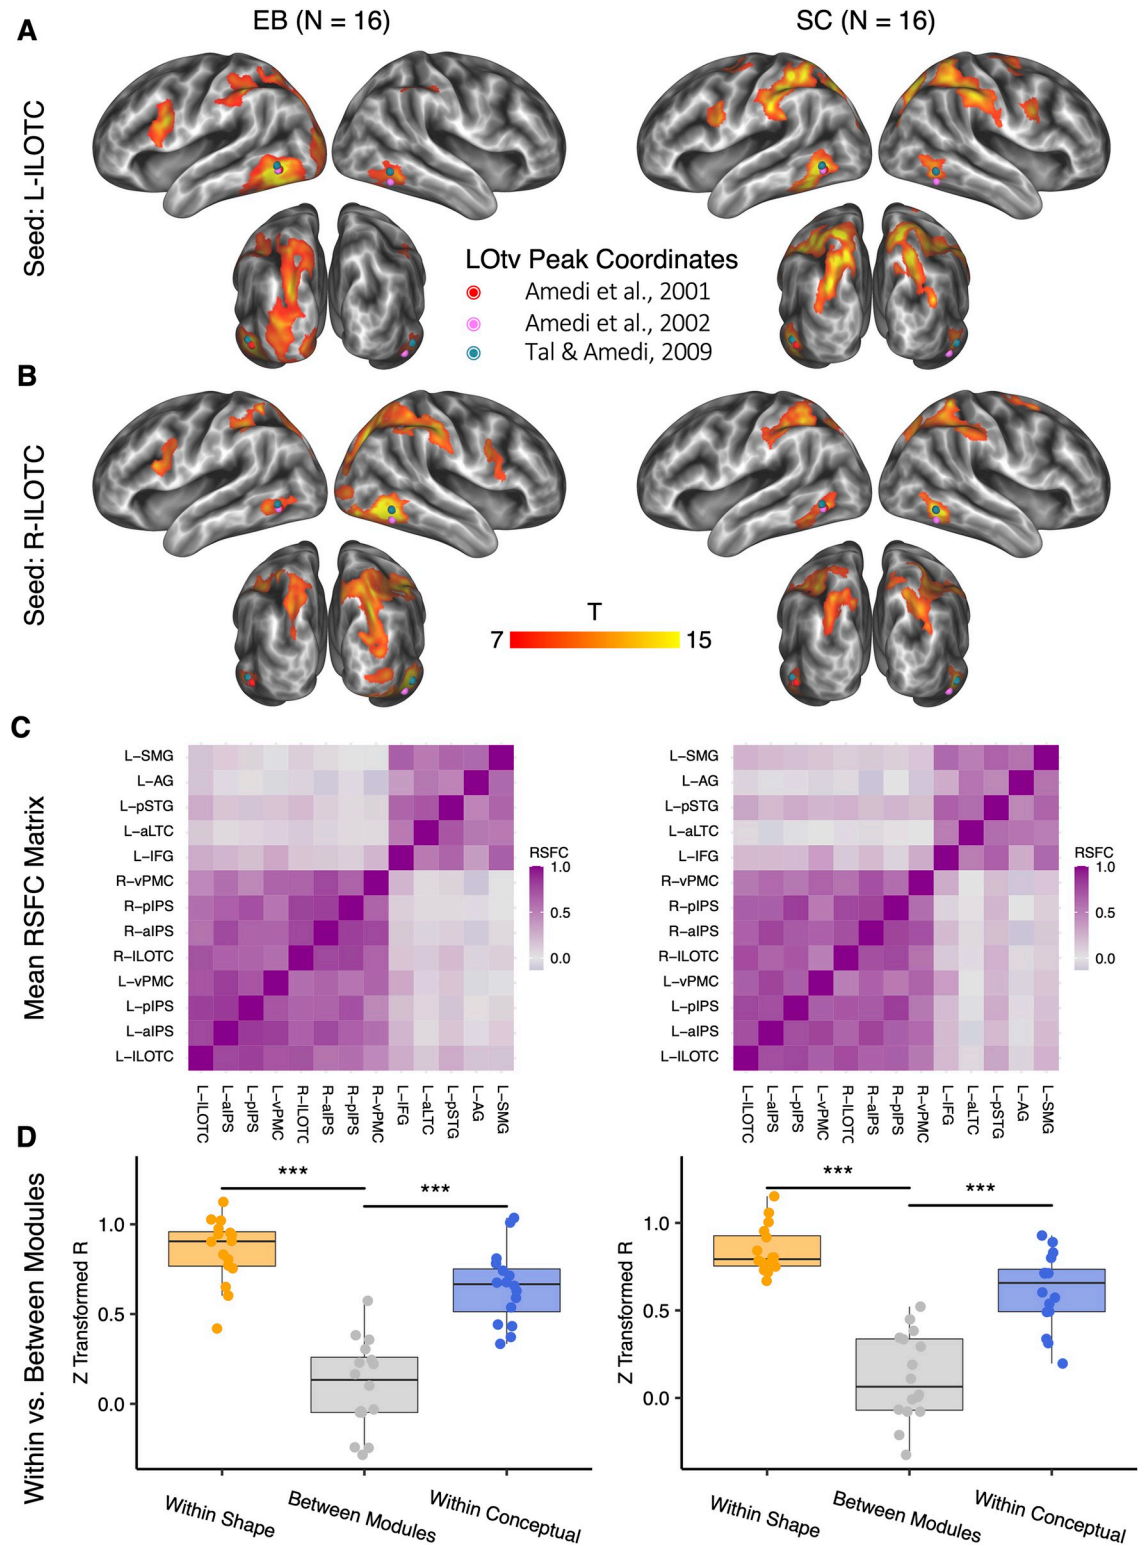 A
EB (N = 16)
SC (N = 16)
Seed: L-lLOTC
LOtv Peak Coordinates
Amedi et al., 2001
Amedi et al., 2002
Tal & Amedi, 2009
B
Seed: R-lLOTC
T
7
15
C
Mean RSFC Matrix
L−SMG
L−AG
L−pSTG
L−aLTC
L−IFG
R−vPMC
R−pIPS
R−aIPS
R−lLOTC
L−vPMC
L−pIPS
L−aIPS
L−lLOTC
L−lLOTC
L−aIPS
L−pIPS
L−vPMC
R−lLOTC
R−aIPS
R−pIPS
R−vPMC
L−IFG
L−aLTC
L−pSTG
L−AG
L−SMG
RSFC
1.0
0.5
0.0
L−SMG
L−AG
L−pSTG
L−aLTC
L−IFG
R−vPMC
R−pIPS
R−aIPS
R−lLOTC
L−vPMC
L−pIPS
L−aIPS
L−lLOTC
L−lLOTC
L−aIPS
L−pIPS
L−vPMC
R−lLOTC
R−aIPS
R−pIPS
R−vPMC
L−IFG
L−aLTC
L−pSTG
L−AG
L−SMG
RSFC
1.0
0.5
0.0
D
Within vs. Between Modules
Z Transformed R
1.0
0.5
0.0
***
***
Within Shape
Between Modules
Within Conceptual
Z Transformed R
1.0
0.5
0.0
***
***
Within Shape
Between Modules
Within Conceptual